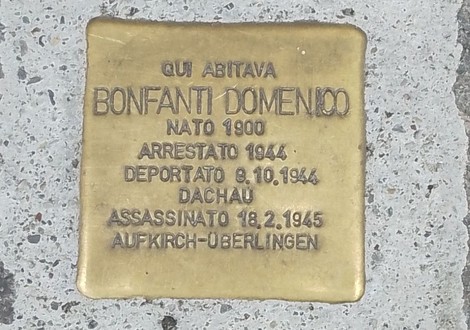 QUI ABITAVA
BONFANTI DOMENICO
NATO 1900
ARRESTATO 1944
DEPORTATO 9.10.1944
DACHAU
ASSASSINATO 18.2.1945
AUFKIRCH-ÜBERLINGEN